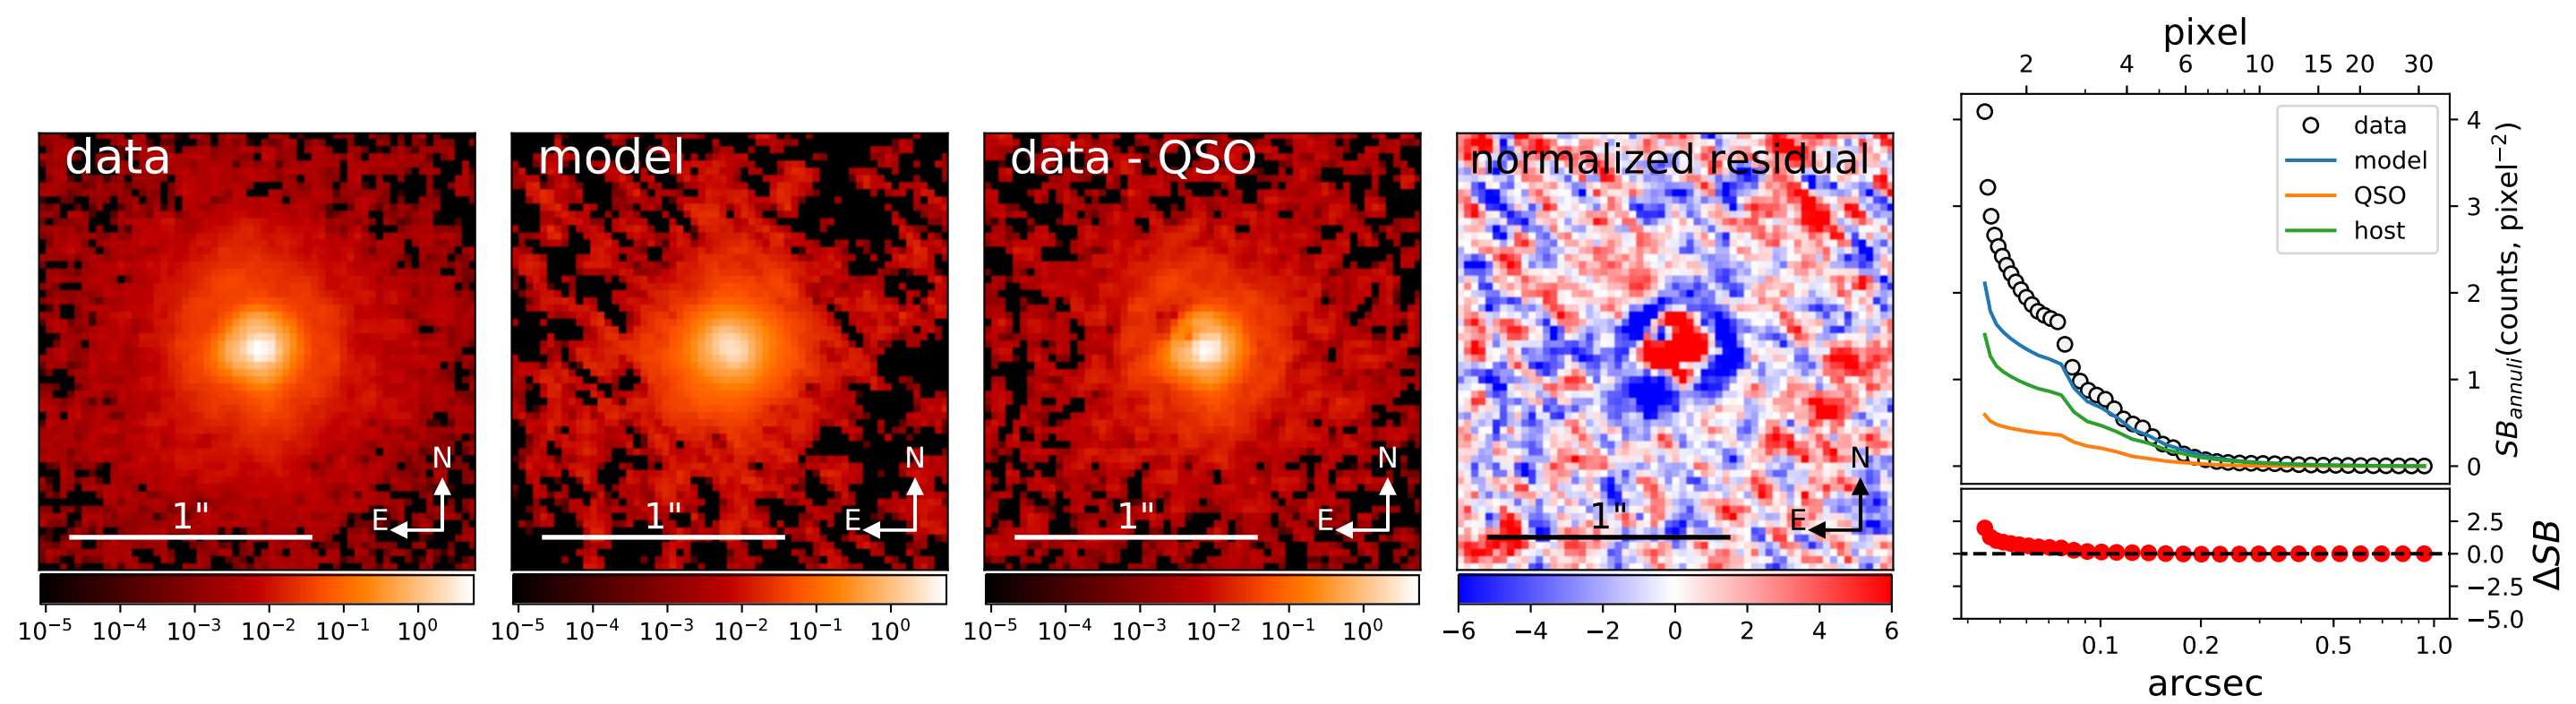 data
1"
N
E
10⁻⁵ 10⁻⁴ 10⁻³ 10⁻² 10⁻¹ 10⁰
model
1"
N
E
10⁻⁵ 10⁻⁴ 10⁻³ 10⁻² 10⁻¹ 10⁰
data - QSO
1"
N
E
10⁻⁵ 10⁻⁴ 10⁻³ 10⁻² 10⁻¹ 10⁰
normalized residual
1"
N
E
−6 −4 −2 0 2 4 6
pixel
2 4 6 10 15 20 30
data
model
QSO
host
4
3
2
1
0
SB_annuli(counts, pixel⁻²)
2.5
0.0
−2.5
−5.0
ΔSB
0.1 0.2 0.5 1.0
arcsec